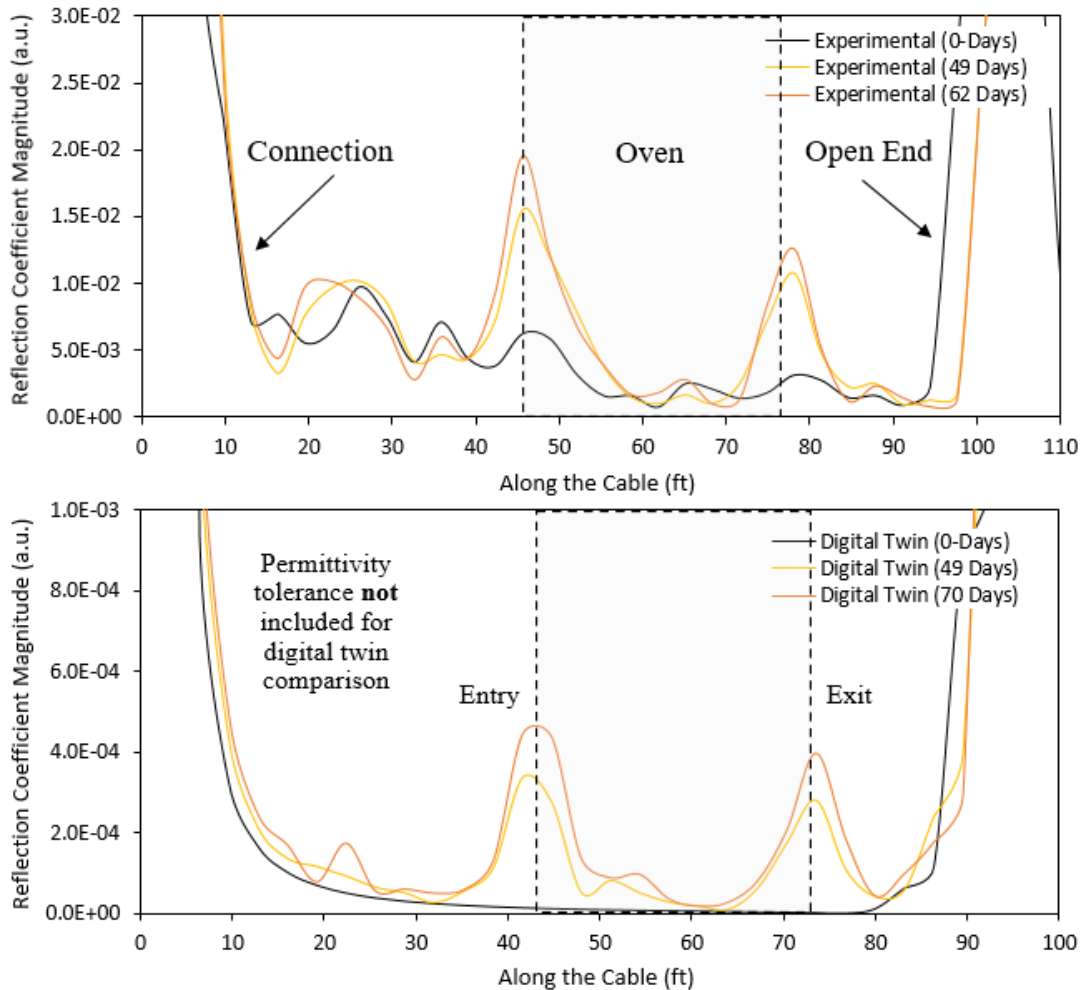 3.0E-02
2.5E-02
2.0E-02
1.5E-02
1.0E-02
5.0E-03
0.0E+00
Reflection Coefficient Magnitude (a.u.)
Experimental (0-Days)
Experimental (49 Days)
Experimental (62 Days)
Connection
Oven
Open End
0 10 20 30 40 50 60 70 80 90 100 110
Along the Cable (ft)
1.0E-03
8.0E-04
6.0E-04
4.0E-04
2.0E-04
0.0E+00
Reflection Coefficient Magnitude (a.u.)
Digital Twin (0-Days)
Digital Twin (49 Days)
Digital Twin (70 Days)
Permittivity
tolerance not
included for
digital twin
comparison
Entry
Exit
0 10 20 30 40 50 60 70 80 90 100
Along the Cable (ft)